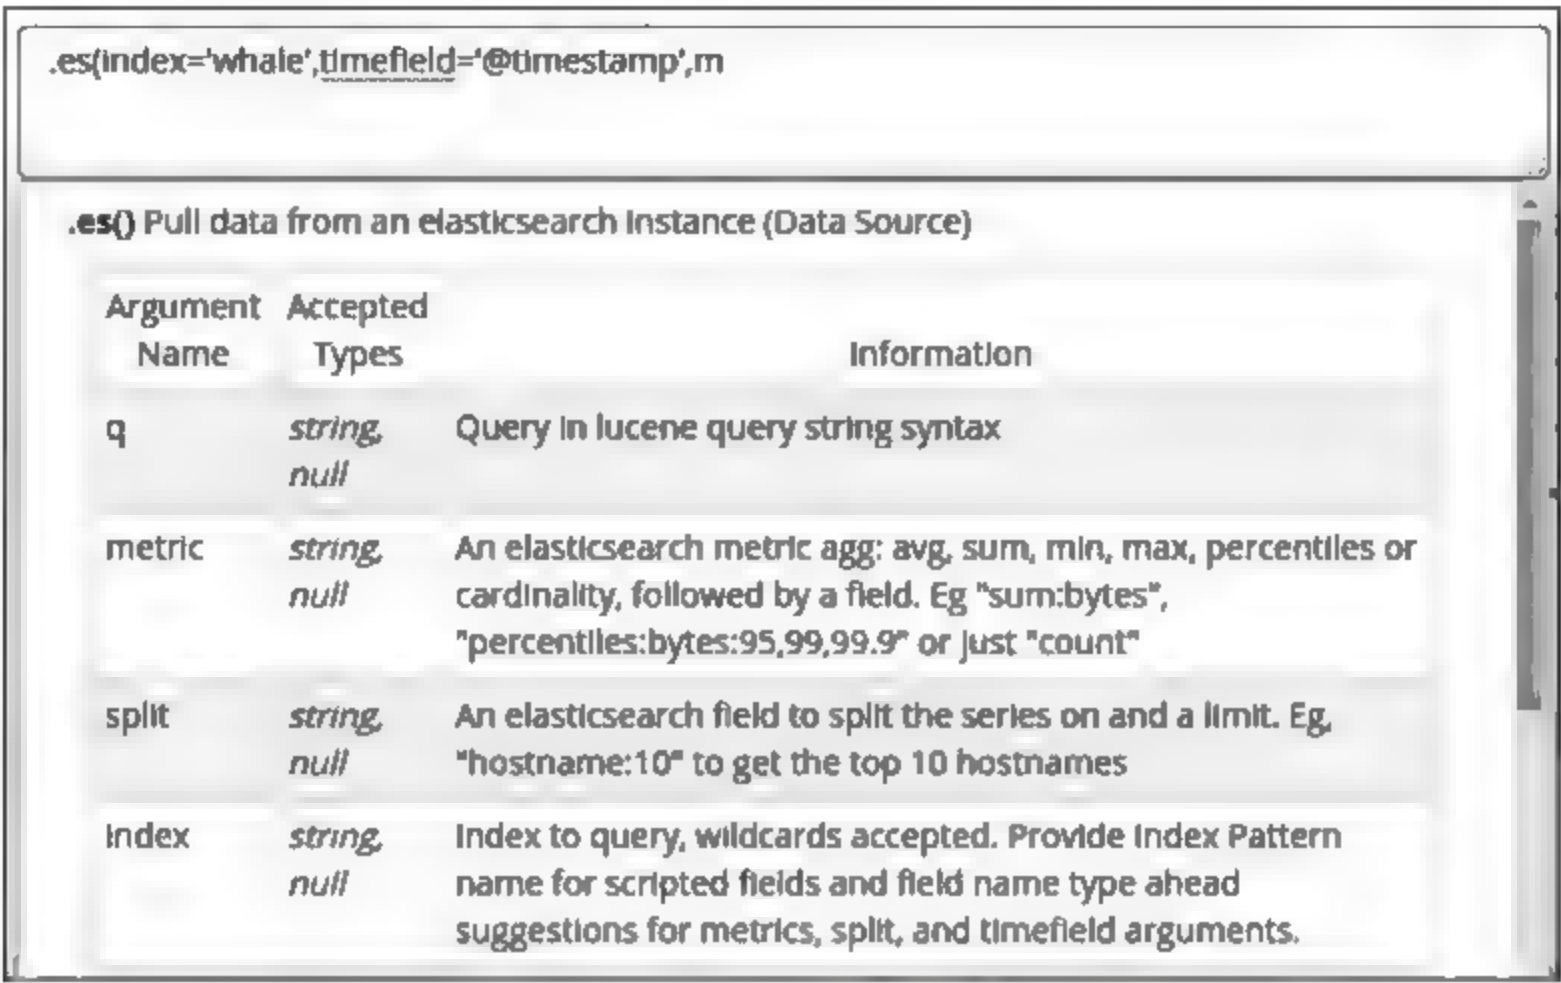 .es(index='whale',timefield='@timestamp',m
.es() Pull data from an elasticsearch instance (Data Source)
Argument Name Accepted Types Information
q string, null Query in lucene query string syntax
metric string, An elasticsearch metric agg: avg, sum, min, max, percentiles or
null cardinality, followed by a field. Eg "sum:bytes",
"percentiles:bytes:95,99,99.9" or just "count"
split string, An elasticsearch field to split the series on and a limit. Eg,
null "hostname:10" to get the top 10 hostnames
index string, Index to query, wildcards accepted. Provide Index Pattern
null name for scripted fields and field name type ahead
suggestions for metrics, split, and timefield arguments.